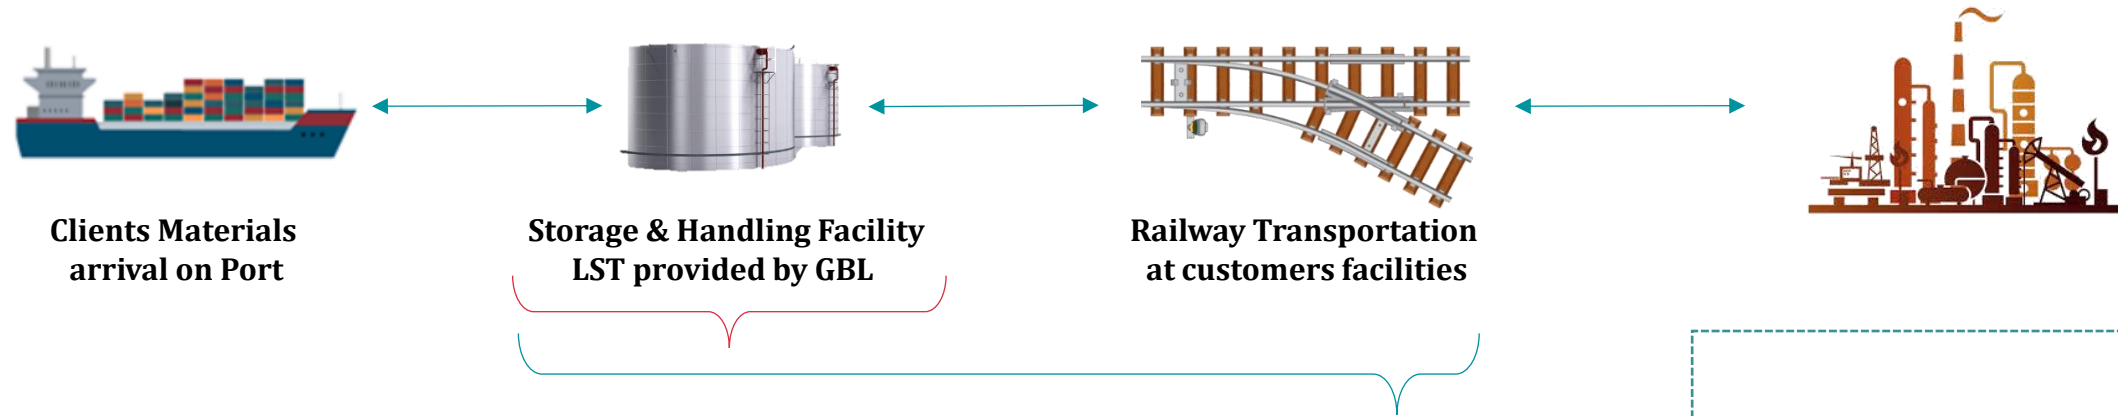 Clients Materials
arrival on Port
Storage & Handling Facility
LST provided by GBL
Railway Transportation
at customers facilities